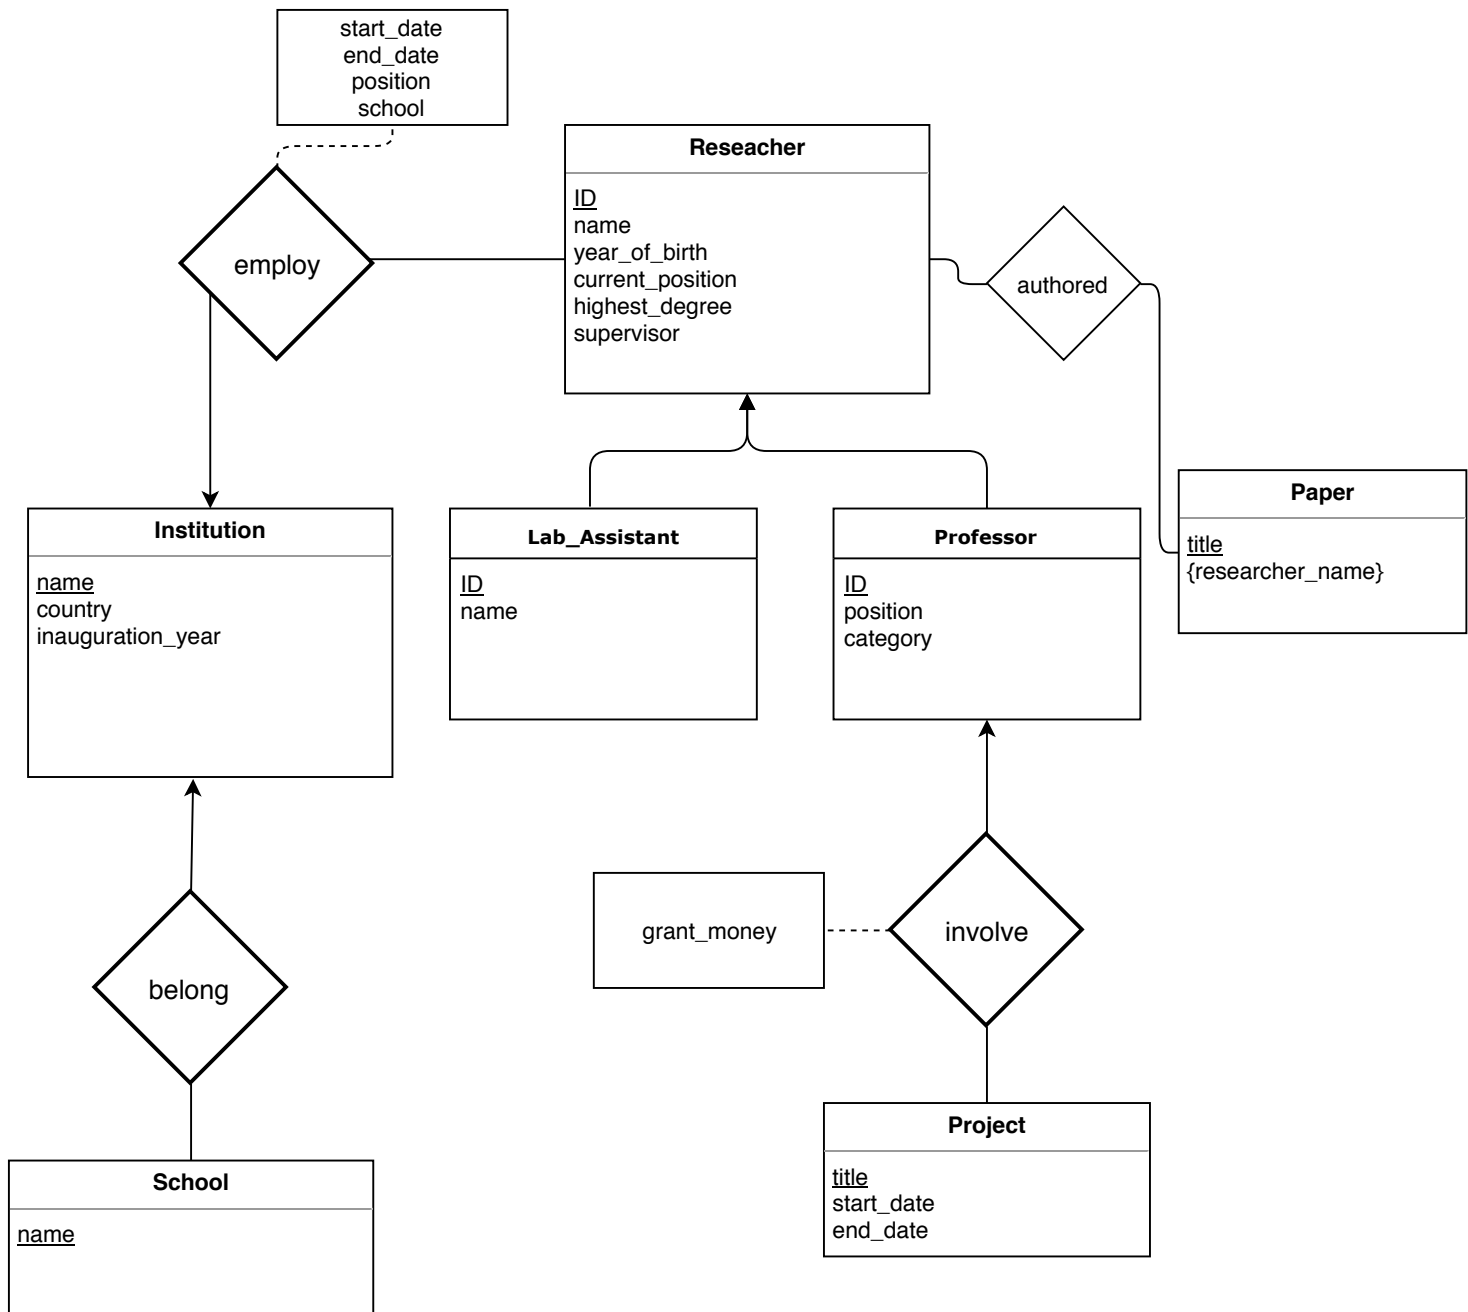 start_date
end_date
position
school
Reseacher
ID
name
year_of_birth
current_position
highest_degree
supervisor
employ
authored
Institution
name
country
inauguration_year
Lab_Assistant
ID
name
Professor
ID
position
category
Paper
title
{researcher_name}
grant_money
involve
belong
Project
title
start_date
end_date
School
name